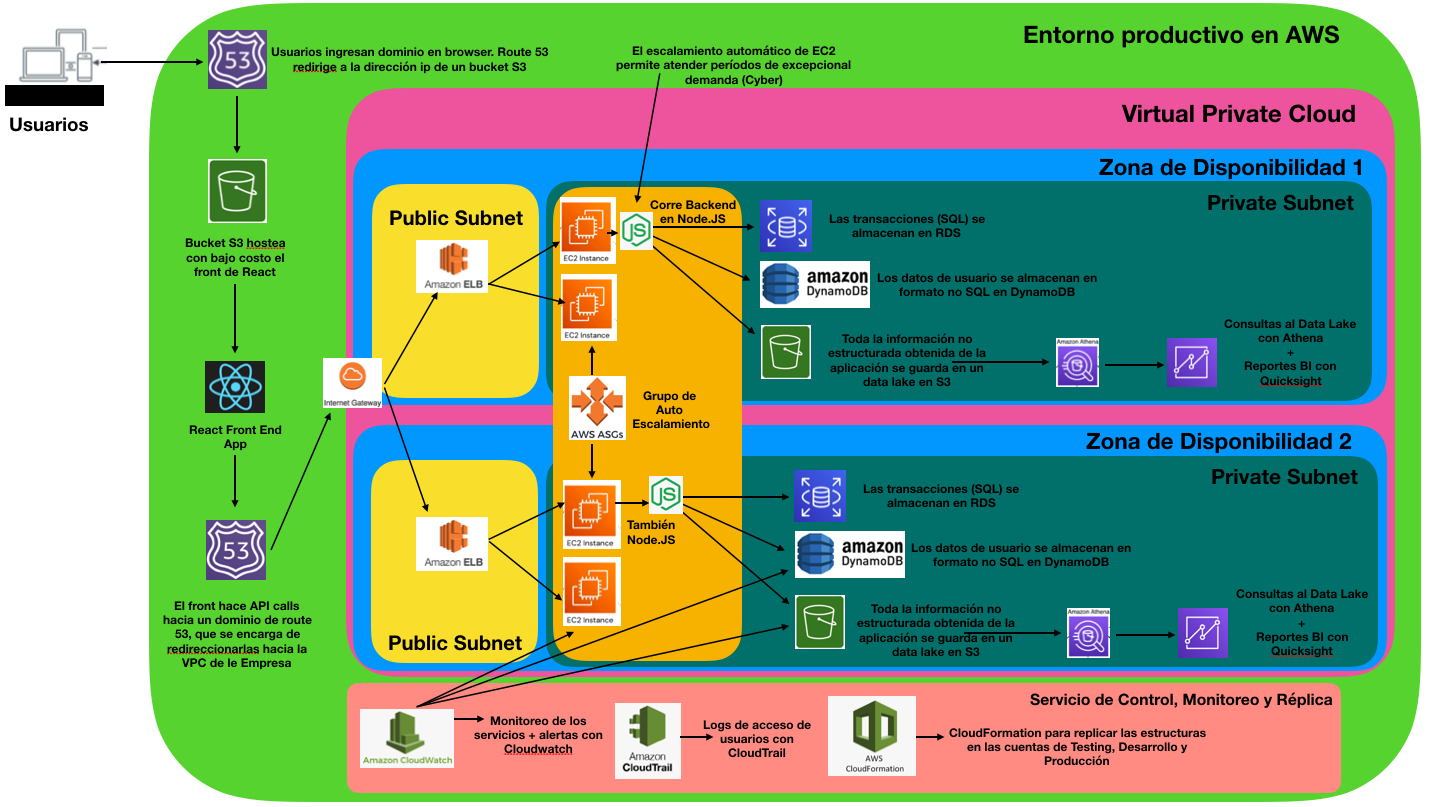 Entorno productivo en AWS
Usuarios
53
Usuarios ingresan dominio en browser. Route 53
redirige a la dirección ip de un bucket S3
El escalamiento automático de EC2
permite atender períodos de excepcional
demanda (Cyber)
Bucket S3 hostea
con bajo costo el
front de React
React Front End
App
53
El front hace API calls
hacia un dominio de route
53, que se encarga de
redireccionarlas hacia la
VPC de le Empresa
Internet Gateway
Virtual Private Cloud
Zona de Disponibilidad 1
Public Subnet
Amazon ELB
Private Subnet
EC2 Instance
JS
Corre Backend
en Node.JS
EC2 Instance
Las transacciones (SQL) se
almacenan en RDS
amazon
DynamoDB
Los datos de usuario se almacenan en
formato no SQL en DynamoDB
Toda la información no
estructurada obtenida de la
aplicación se guarda en un
data lake en S3
Amazon Athena
Consultas al Data Lake
con Athena
+
Reportes BI con
Quicksight
AWS ASGs
Grupo de
Auto
Escalamiento
Zona de Disponibilidad 2
Private Subnet
Amazon ELB
Public Subnet
EC2 Instance
JS
También
Node.JS
EC2 Instance
Las transacciones (SQL) se
almacenan en RDS
amazon
DynamoDB
Los datos de usuario se almacenan en
formato no SQL en DynamoDB
Toda la información no
estructurada obtenida de la
aplicación se guarda en un
data lake en S3
Amazon Athena
Consultas al Data Lake
con Athena
+
Reportes BI con
Quicksight
Servicio de Control, Monitoreo y Réplica
Amazon CloudWatch
Monitoreo de los
servicios + alertas con
Cloudwatch
Amazon
CloudTrail
Logs de acceso de
usuarios con
CloudTrail
AWS
CloudFormation
CloudFormation para replicar las estructuras
en las cuentas de Testing, Desarrollo y
Producción